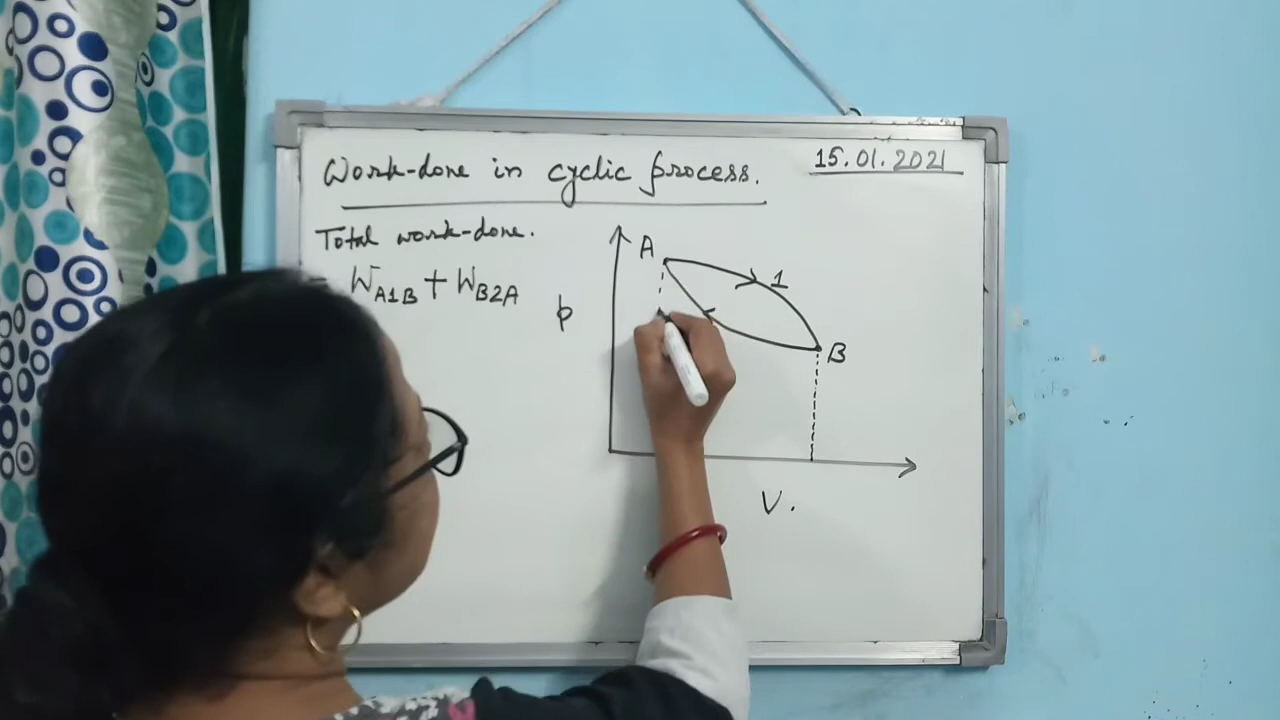 Work-done in cyclic process.
15.01.2021
Total work-done.
= W_A1B + W_B2A
A
1
p
B
V.